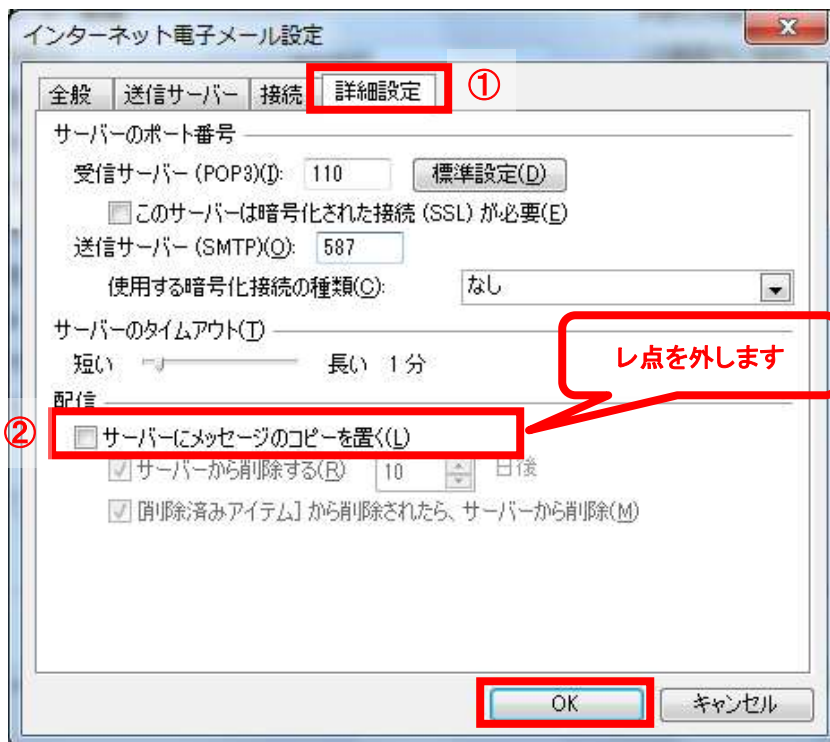 インターネット電子メール設定
全般 送信サーバー 接続 詳細設定 ①
サーバーのポート番号
受信サーバー (POP3)(I): 110 標準設定(D)
このサーバーは暗号化された接続 (SSL) が必要(E)
送信サーバー (SMTP)(O): 587
使用する暗号化接続の種類(C): なし
サーバーのタイムアウト(T)
短い 長い 1 分
レ点を外します
配信
② サーバーにメッセージのコピーを置く(L)
サーバーから削除する(R) 10 日後
[削除済みアイテム] から削除されたら、サーバーから削除(M)
OK キャンセル